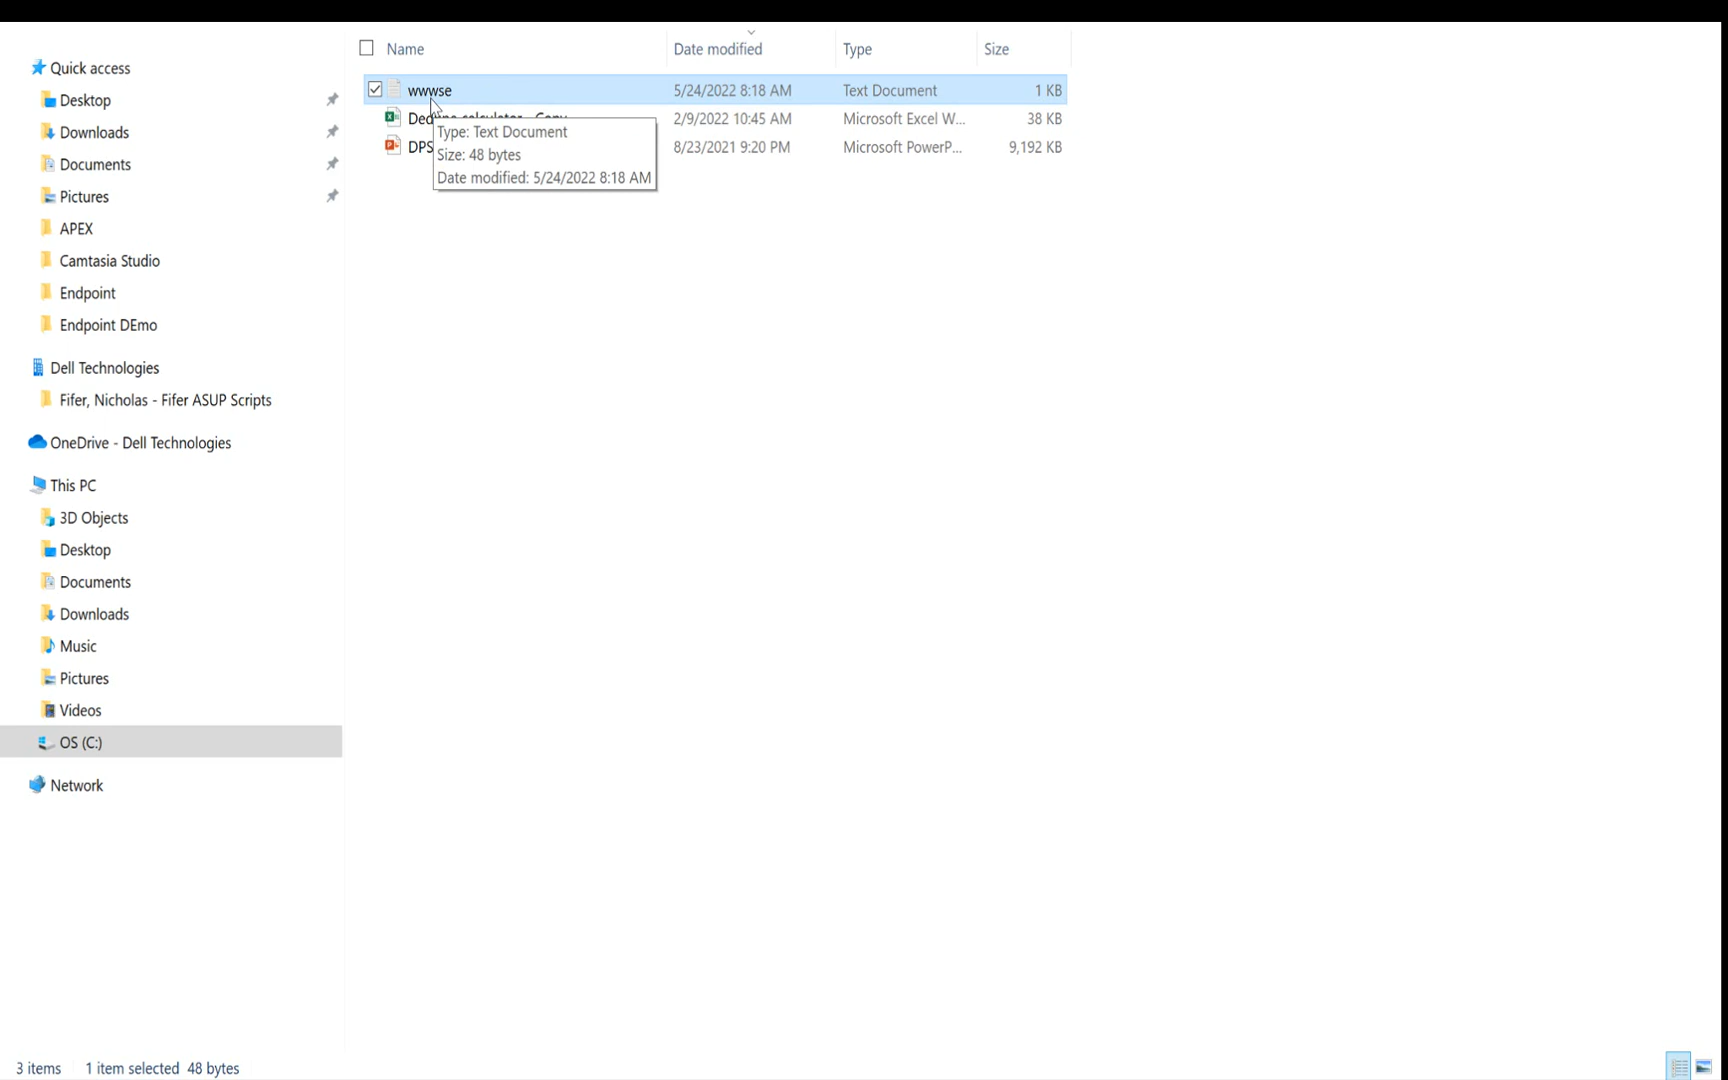 Name
Date modified
Type
Size
Quick access
Desktop
Downloads
Documents
Pictures
APEX
Camtasia Studio
Endpoint
Endpoint DEmo
Dell Technologies
Fifer, Nicholas - Fifer ASUP Scripts
OneDrive - Dell Technologies
This PC
3D Objects
Desktop
Documents
Downloads
Music
Pictures
Videos
OS (C:)
Network
wwwse 5/24/2022 8:18 AM Text Document 1 KB
2/9/2022 10:45 AM Microsoft Excel W... 38 KB
DPS 8/23/2021 9:20 PM Microsoft PowerP... 9,192 KB
Type: Text Document
Size: 48 bytes
Date modified: 5/24/2022 8:18 AM
3 items 1 item selected 48 bytes